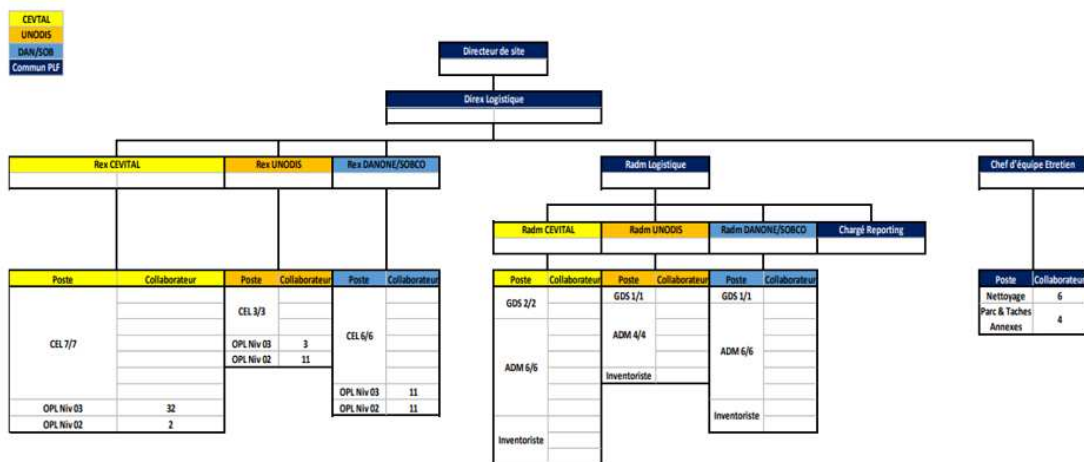 CEVTAL
UNODIS
DAN/SOB
Commun PLF
Directeur de site
Direx Logistique
Rex CEVITAL
Rex UNODIS
Rex DANONE/SOBCO
Radm Logistique
Chef d'équipe Etretien
Radm CEVITAL
Radm UNODIS
Radm DANONE/SOBCO
Chargé Reporting
Poste Collaborateur
CEL 7/7
OPL Niv 03 32
OPL Niv 02 2
Poste Collaborateur
CEL 3/3
OPL Niv 03 3
OPL Niv 02 11
Poste Collaborateur
CEL 6/6
OPL Niv 03 11
OPL Niv 02 11
Poste Collaborateur
GDS 2/2
ADM 6/6
Inventoriste
Poste Collaborateur
GDS 1/1
ADM 4/4
Inventoriste
Poste Collaborateur
GDS 1/1
ADM 6/6
Inventoriste
Poste Collaborateur
Nettoyage 6
Parc & Taches
Annexes 4